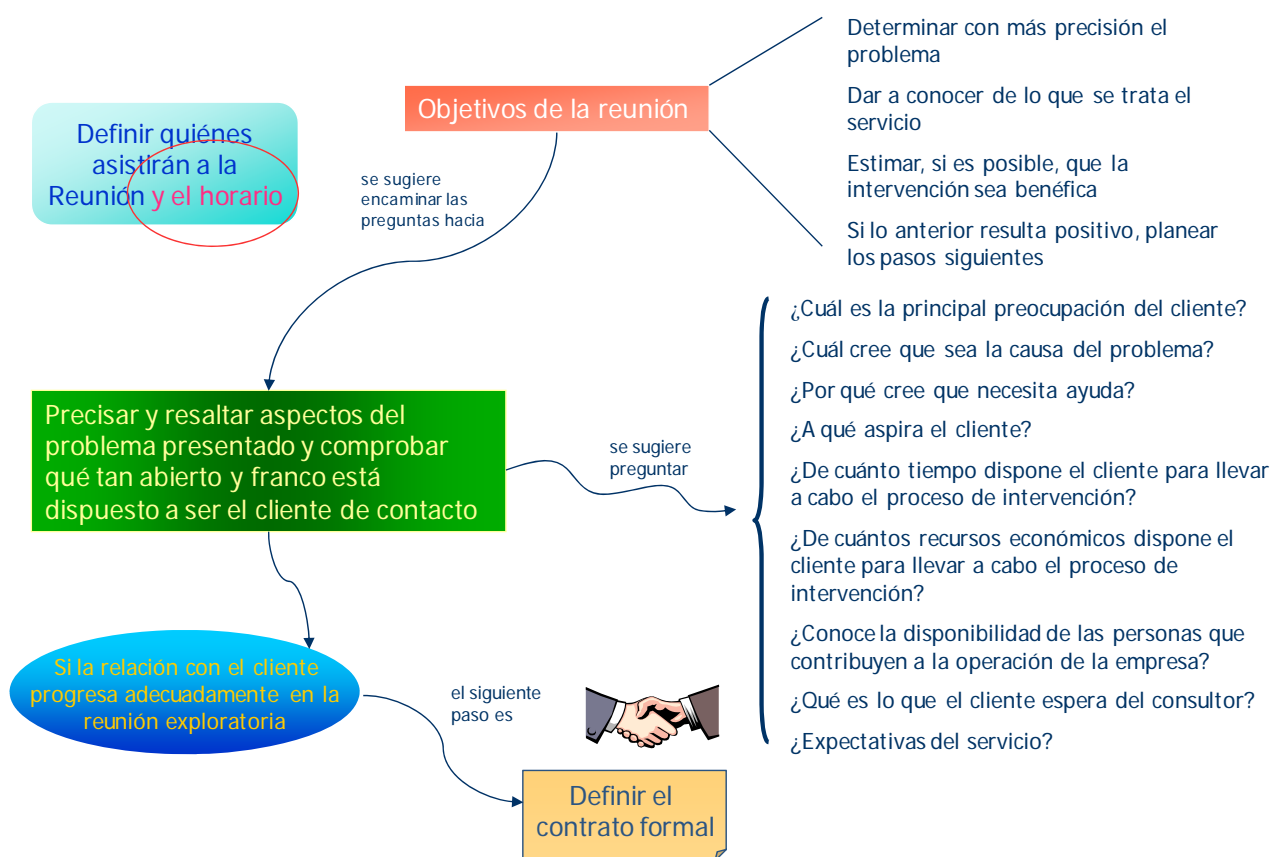 Definir quiénes
asistirán a la
Reunión y el horario
Objetivos de la reunión
Determinar con más precisión el
problema
Dar a conocer de lo que se trata el
servicio
Estimar, si es posible, que la
intervención sea benéfica
Si lo anterior resulta positivo, planear
los pasos siguientes
se sugiere
encaminar las
preguntas hacia
Precisar y resaltar aspectos del
problema presentado y comprobar
qué tan abierto y franco está
dispuesto a ser el cliente de contacto
se sugiere
preguntar
¿Cuál es la principal preocupación del cliente?
¿Cuál cree que sea la causa del problema?
¿Por qué cree que necesita ayuda?
¿A qué aspira el cliente?
¿De cuánto tiempo dispone el cliente para llevar
a cabo el proceso de intervención?
¿De cuántos recursos económicos dispone el
cliente para llevar a cabo el proceso de
intervención?
¿Conoce la disponibilidad de las personas que
contribuyen a la operación de la empresa?
¿Qué es lo que el cliente espera del consultor?
¿Expectativas del servicio?
Si la relación con el cliente
progresa adecuadamente en la
reunión exploratoria
el siguiente
paso es
Definir el
contrato formal